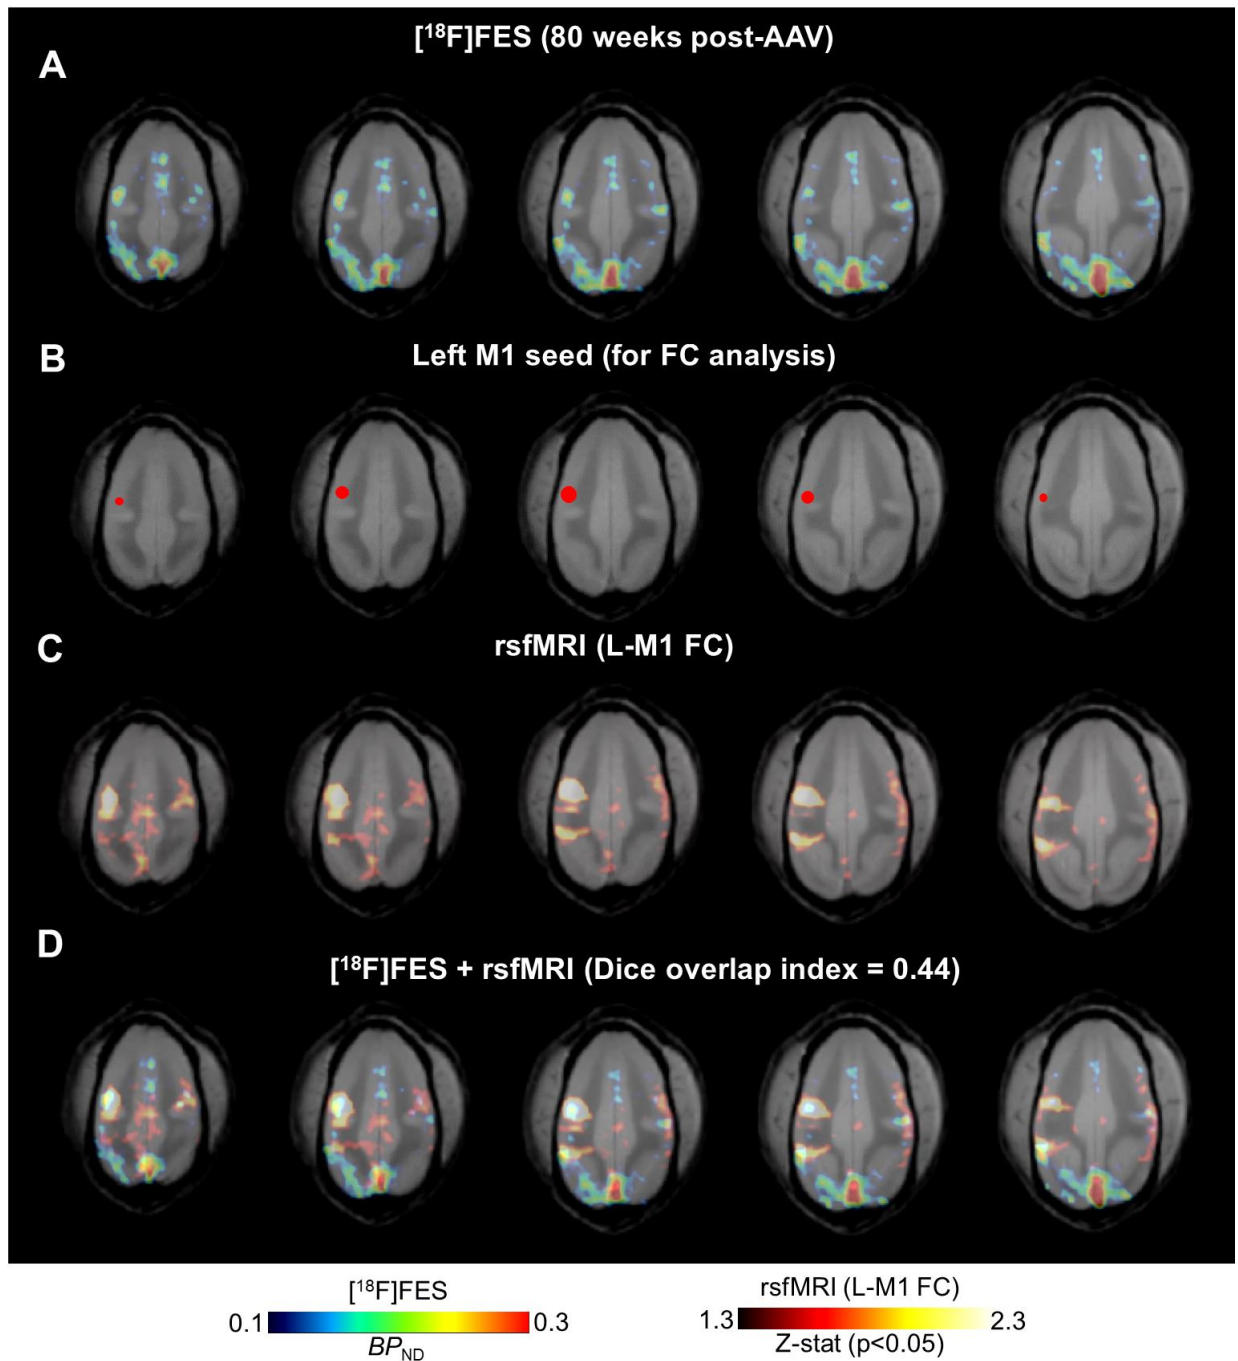 [¹⁸F]FES (80 weeks post-AAV)
A
B
Left M1 seed (for FC analysis)
C
rsfMRI (L-M1 FC)
D
[¹⁸F]FES + rsfMRI (Dice overlap index = 0.44)
[¹⁸F]FES
0.1
0.3
BP_ND
rsfMRI (L-M1 FC)
1.3
2.3
Z-stat (p<0.05)